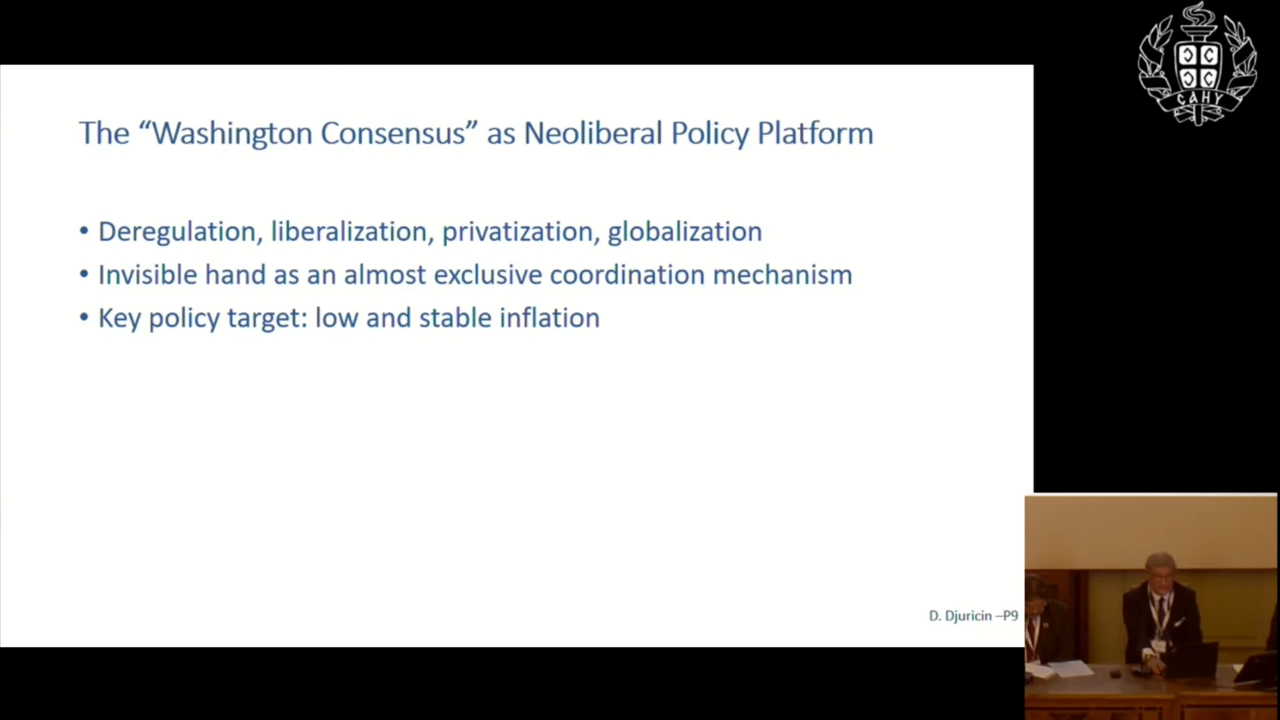 САНУ
The “Washington Consensus” as Neoliberal Policy Platform
• Deregulation, liberalization, privatization, globalization
• Invisible hand as an almost exclusive coordination mechanism
• Key policy target: low and stable inflation
D. Djuricin –P9